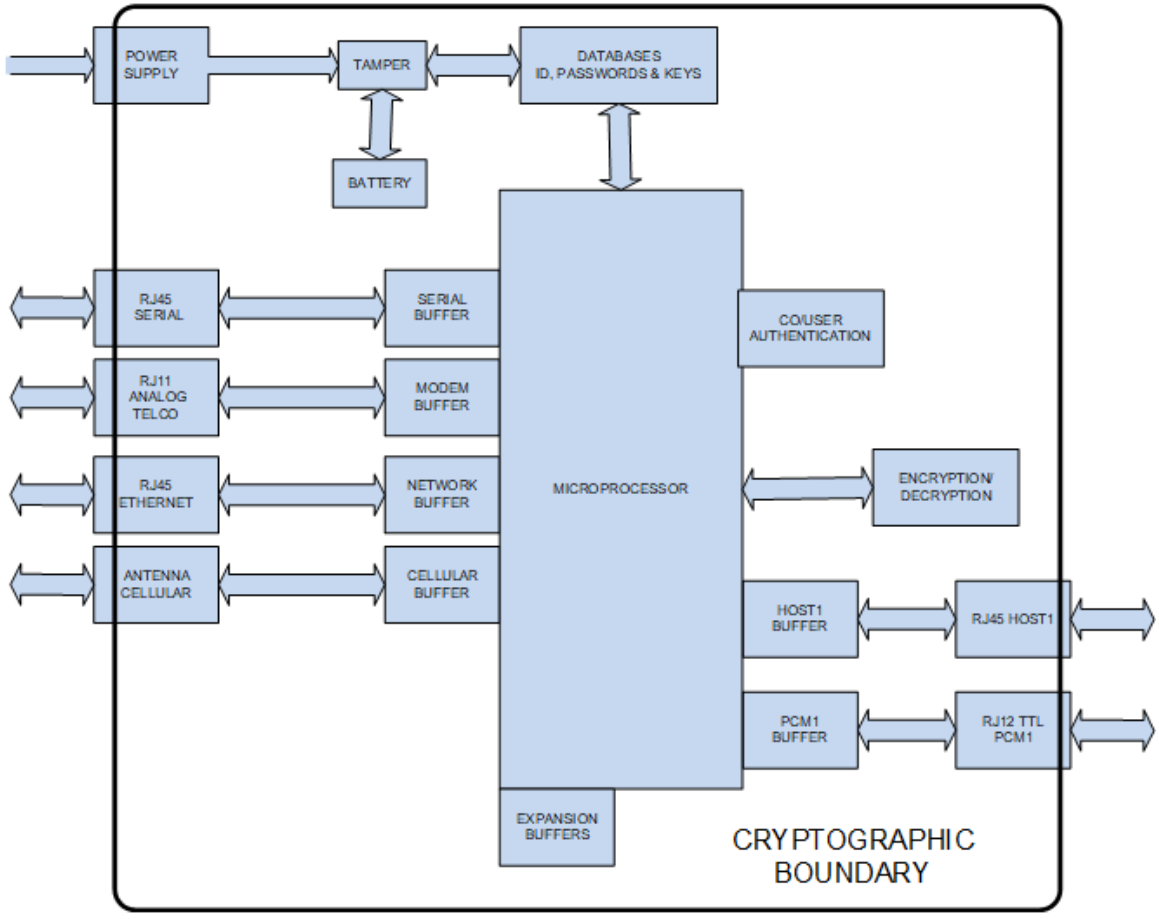 POWER
SUPPLY
TAMPER
DATABASES
ID, PASSWORDS & KEYS
BATTERY
RJ45
SERIAL
SERIAL
BUFFER
CO/USER
AUTHENTICATION
RJ11
ANALOG
TELCO
MODEM
BUFFER
RJ45
ETHERNET
NETWORK
BUFFER
MICROPROCESSOR
ENCRYPTION/
DECRYPTION
ANTENNA
CELLULAR
CELLULAR
BUFFER
HOST1
BUFFER
RJ45 HOST1
PCM1
BUFFER
RJ12 TTL
PCM1
EXPANSION
BUFFERS
CRYPTOGRAPHIC
BOUNDARY